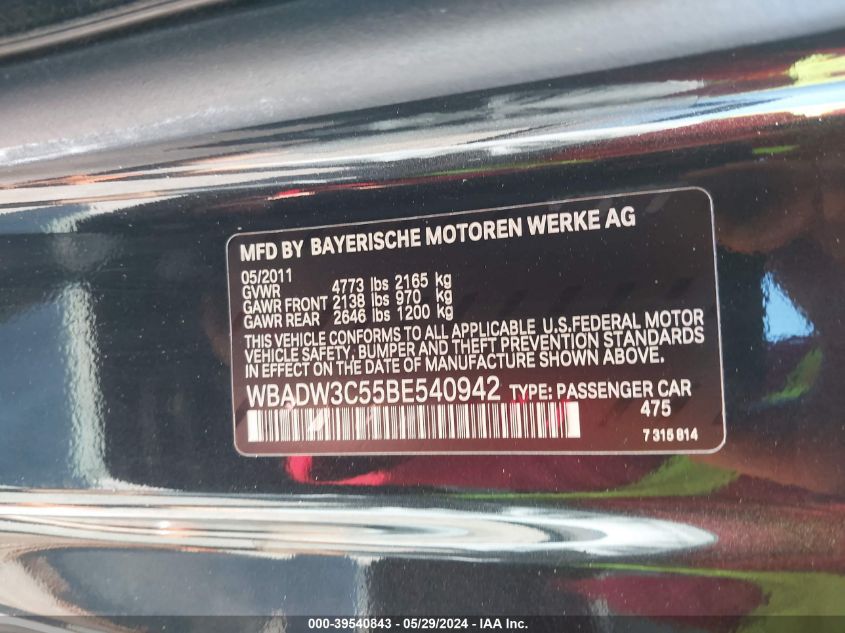 MFD BY BAYERISCHE MOTOREN WERKE AG
05/2011
GVWR 4773 lbs 2165 kg
GAWR FRONT 2138 lbs 970 kg
GAWR REAR 2646 lbs 1200 kg
THIS VEHICLE CONFORMS TO ALL APPLICABLE U.S.FEDERAL MOTOR
VEHICLE SAFETY, BUMPER AND THEFT PREVENTION STANDARDS
IN EFFECT ON THE DATE OF MANUFACTURE SHOWN ABOVE.
WBADW3C55BE540942 TYPE: PASSENGER CAR
475
7 315 814
000-39540843 / 05/29/2024 - IAA Inc.